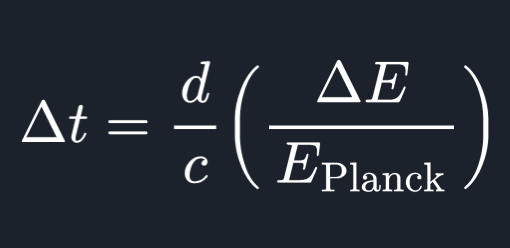 Δt = d/c (ΔE/E_Planck)